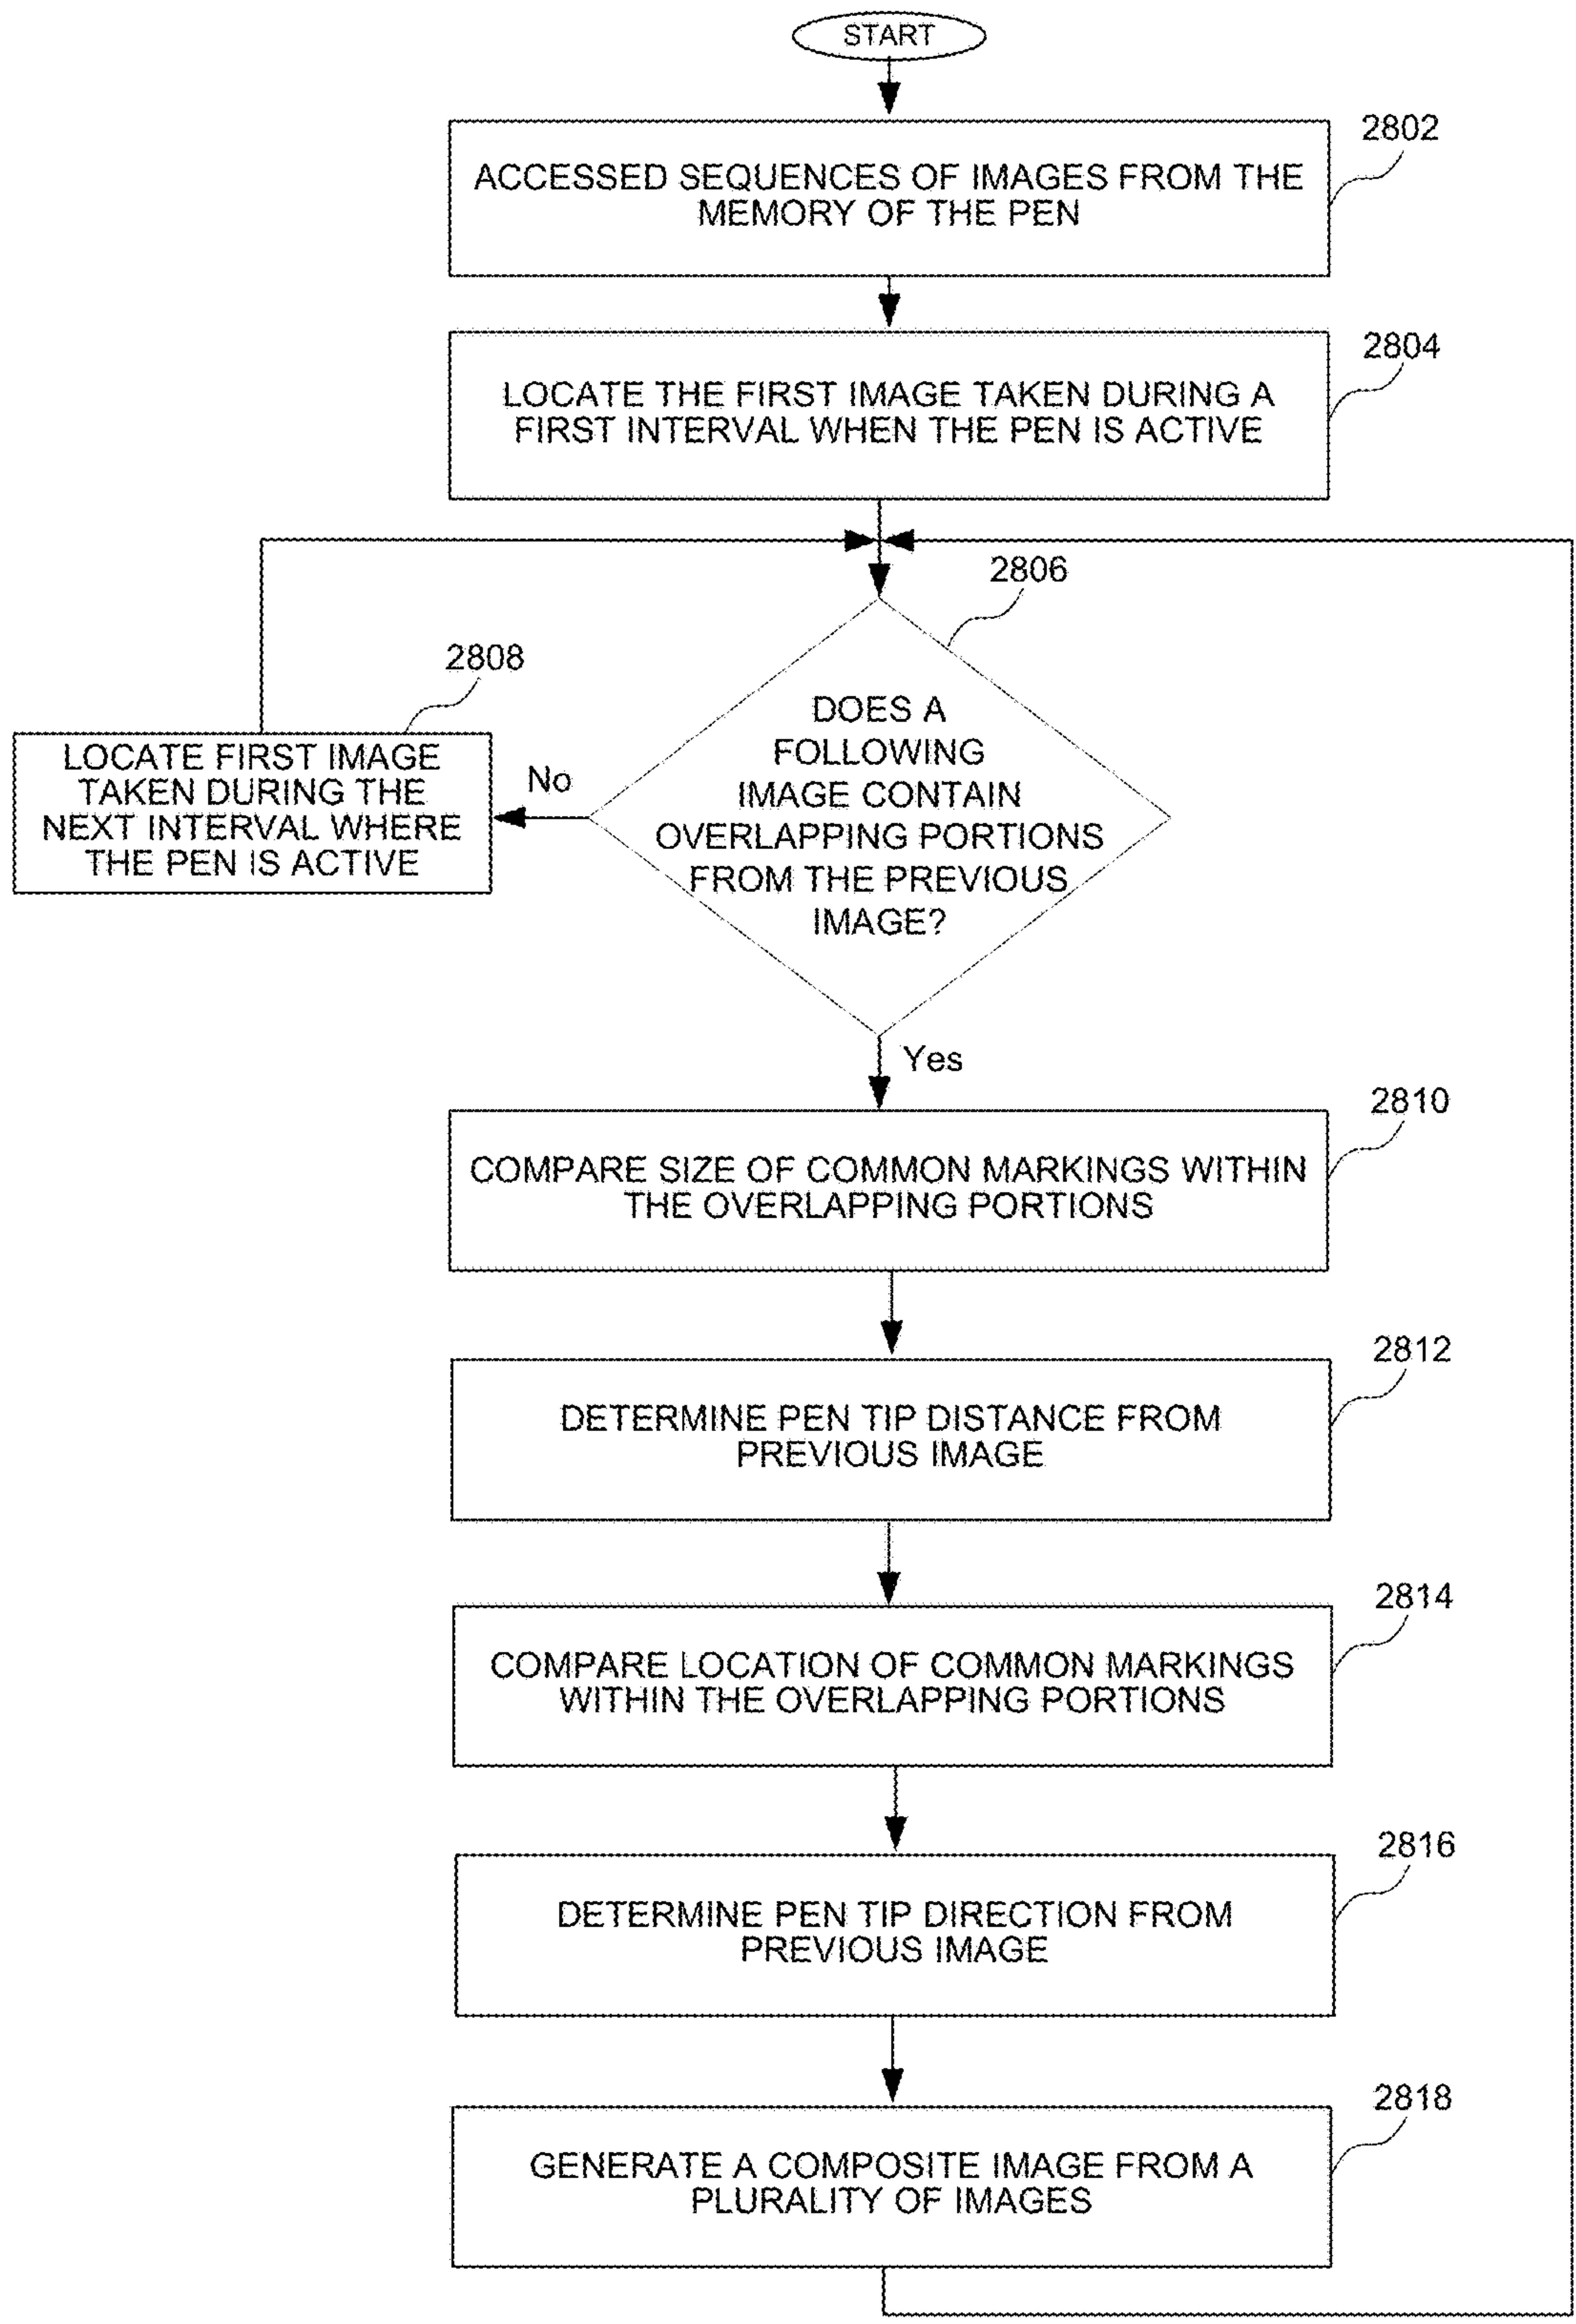 START
2802
ACCESSED SEQUENCES OF IMAGES FROM THE
MEMORY OF THE PEN
2804
LOCATE THE FIRST IMAGE TAKEN DURING A
FIRST INTERVAL WHEN THE PEN IS ACTIVE
2806
2808
DOES A
FOLLOWING
IMAGE CONTAIN
OVERLAPPING PORTIONS
FROM THE PREVIOUS
IMAGE?
No
LOCATE FIRST IMAGE
TAKEN DURING THE
NEXT INTERVAL WHERE
THE PEN IS ACTIVE
Yes
2810
COMPARE SIZE OF COMMON MARKINGS WITHIN
THE OVERLAPPING PORTIONS
2812
DETERMINE PEN TIP DISTANCE FROM
PREVIOUS IMAGE
2814
COMPARE LOCATION OF COMMON MARKINGS
WITHIN THE OVERLAPPING PORTIONS
2816
DETERMINE PEN TIP DIRECTION FROM
PREVIOUS IMAGE
2818
GENERATE A COMPOSITE IMAGE FROM A
PLURALITY OF IMAGES